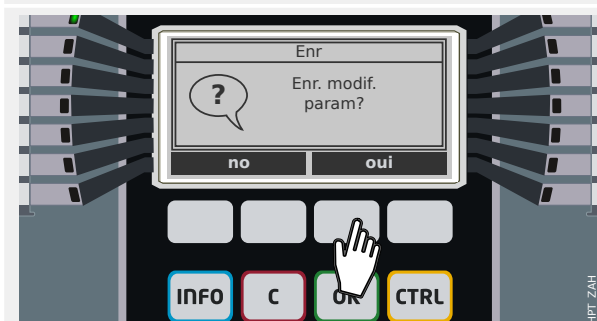 Enr
?
Enr. modif.
param?
no oui
INFO C OK CTRL
HPT ZAH